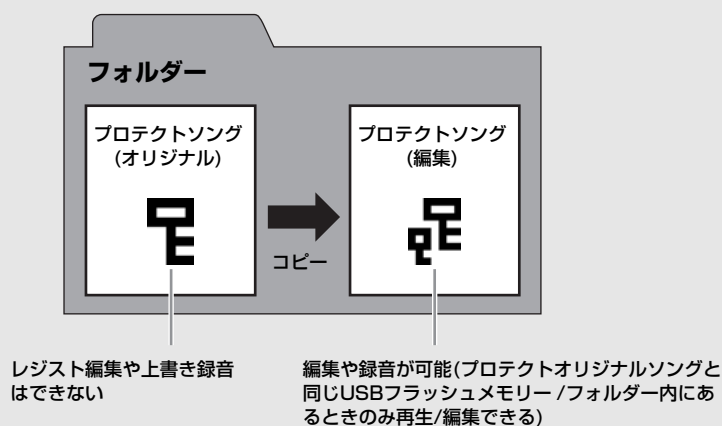 フォルダー
プロテクトソング
(オリジナル)
プロテクトソング
(編集)
コピー
レジスト編集や上書き録音
はできない
編集や録音が可能(プロテクトオリジナルソングと
同じUSBフラッシュメモリー /フォルダー内にあ
るときのみ再生/編集できる)